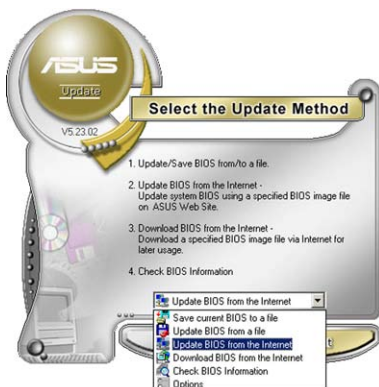 ASUS
Update
V5.23.02
Select the Update Method
1. Update/Save BIOS from/to a file.
2. Update BIOS from the Internet -
Update system BIOS using a specified BIOS image file
on ASUS Web Site.
3. Download BIOS from the Internet -
Download a specified BIOS image file via Internet for
later usage.
4. Check BIOS Information
Update BIOS from the Internet
Save current BIOS to a file
Update BIOS from a file
Update BIOS from the Internet
Download BIOS from the Internet
Check BIOS Information
Options